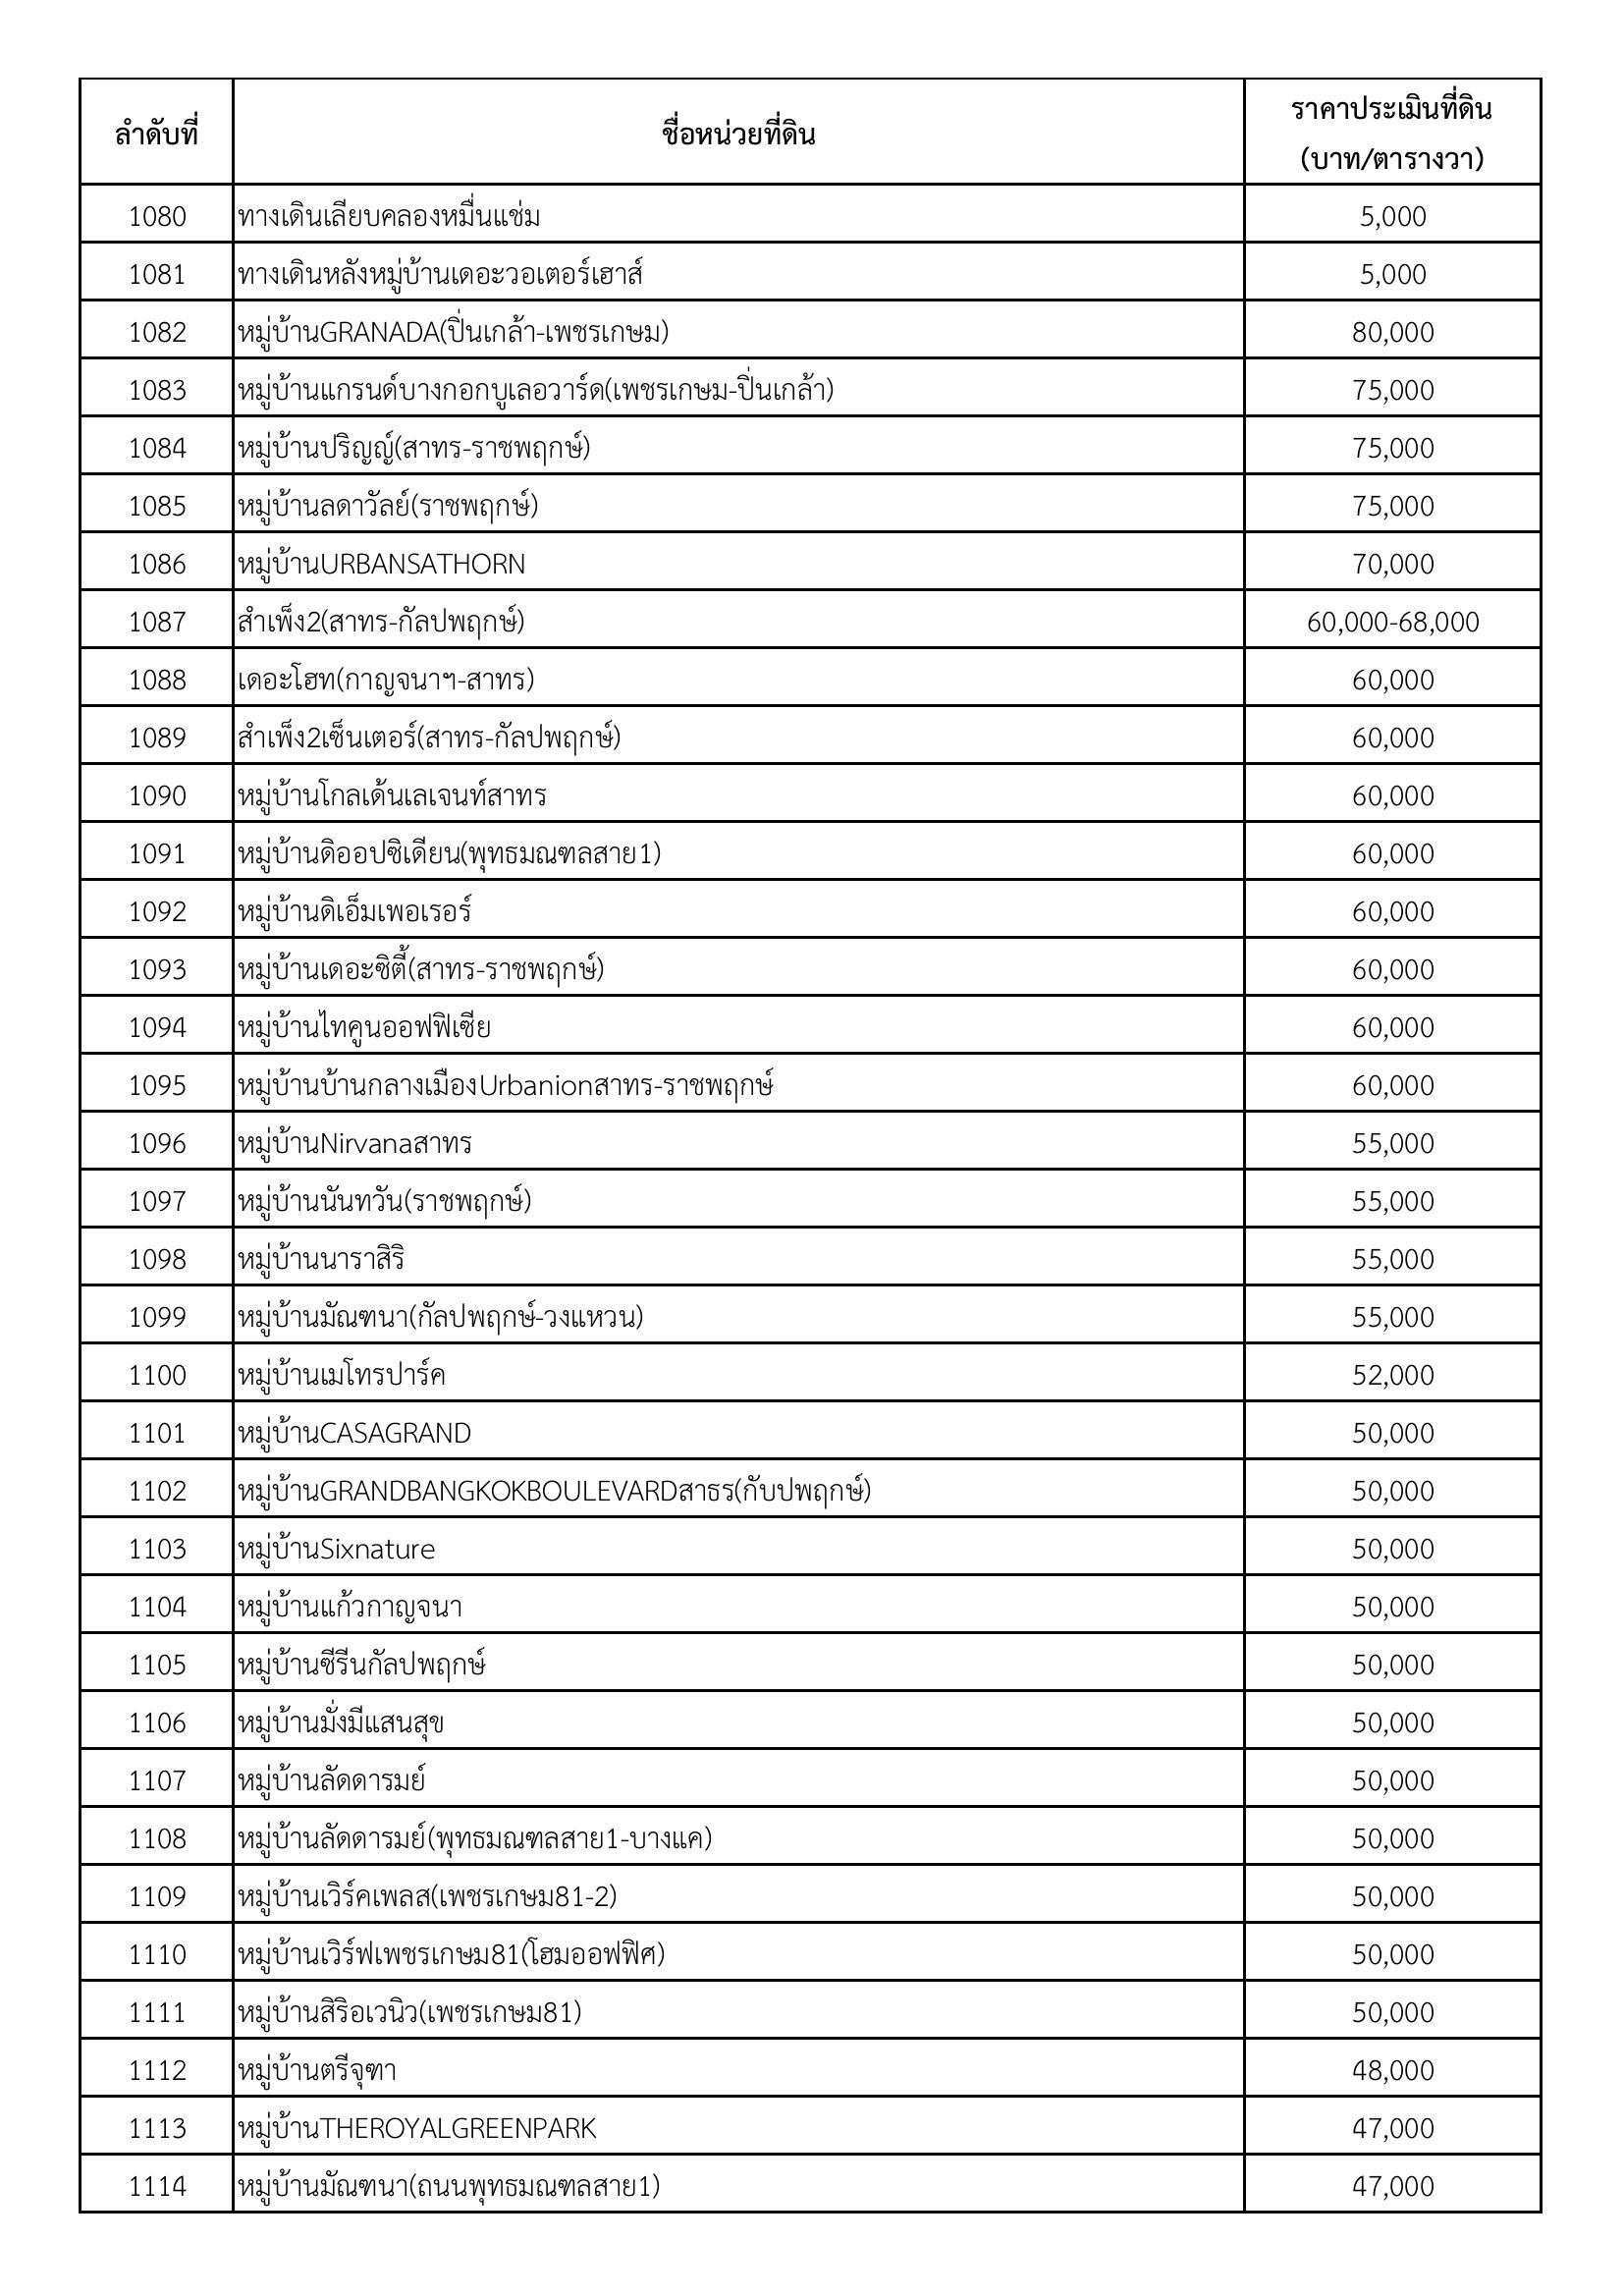 ลำดับที่ ชื่อหน่วยที่ดิน ราคาประเมินที่ดิน
(บาท/ตารางวา)
1080 ทางเดินเลียบคลองหมื่นแช่ม 5,000
1081 ทางเดินหลังหมู่บ้านเดอะวอเตอร์เฮาส์ 5,000
1082 หมู่บ้านGRANADA(ปิ่นเกล้า-เพชรเกษม) 80,000
1083 หมู่บ้านแกรนด์บางกอกบูเลอวาร์ด(เพชรเกษม-ปิ่นเกล้า) 75,000
1084 หมู่บ้านปริญญ์(สาทร-ราชพฤกษ์) 75,000
1085 หมู่บ้านลดาวัลย์(ราชพฤกษ์) 75,000
1086 หมู่บ้านURBANSATHORN 70,000
1087 สำเพ็ง2(สาทร-กัลปพฤกษ์) 60,000-68,000
1088 เดอะโฮท(กาญจนาฯ-สาทร) 60,000
1089 สำเพ็ง2เซ็นเตอร์(สาทร-กัลปพฤกษ์) 60,000
1090 หมู่บ้านโกลเด้นเลเจนท์สาทร 60,000
1091 หมู่บ้านดิออปซิเดียน(พุทธมณฑลสาย1) 60,000
1092 หมู่บ้านดิเอ็มเพอเรอร์ 60,000
1093 หมู่บ้านเดอะซิตี้(สาทร-ราชพฤกษ์) 60,000
1094 หมู่บ้านไทคูนออฟฟิเซีย 60,000
1095 หมู่บ้านบ้านกลางเมืองUrbanionสาทร-ราชพฤกษ์ 60,000
1096 หมู่บ้านNirvanaสาทร 55,000
1097 หมู่บ้านนันทวัน(ราชพฤกษ์) 55,000
1098 หมู่บ้านนาราสิริ 55,000
1099 หมู่บ้านมัณฑนา(กัลปพฤกษ์-วงแหวน) 55,000
1100 หมู่บ้านเมโทรปาร์ค 52,000
1101 หมู่บ้านCASAGRAND 50,000
1102 หมู่บ้านGRANDBANGKOKBOULEVARDสาธร(กับปพฤกษ์) 50,000
1103 หมู่บ้านSixnature 50,000
1104 หมู่บ้านแก้วกาญจนา 50,000
1105 หมู่บ้านซีรีนกัลปพฤกษ์ 50,000
1106 หมู่บ้านมั่งมีแสนสุข 50,000
1107 หมู่บ้านลัดดารมย์ 50,000
1108 หมู่บ้านลัดดารมย์(พุทธมณฑลสาย1-บางแค) 50,000
1109 หมู่บ้านเวิร์คเพลส(เพชรเกษม81-2) 50,000
1110 หมู่บ้านเวิร์ฟเพชรเกษม81(โฮมออฟฟิศ) 50,000
1111 หมู่บ้านสิริอเวนิว(เพชรเกษม81) 50,000
1112 หมู่บ้านตรีจุฑา 48,000
1113 หมู่บ้านTHEROYALGREENPARK 47,000
1114 หมู่บ้านมัณฑนา(ถนนพุทธมณฑลสาย1) 47,000